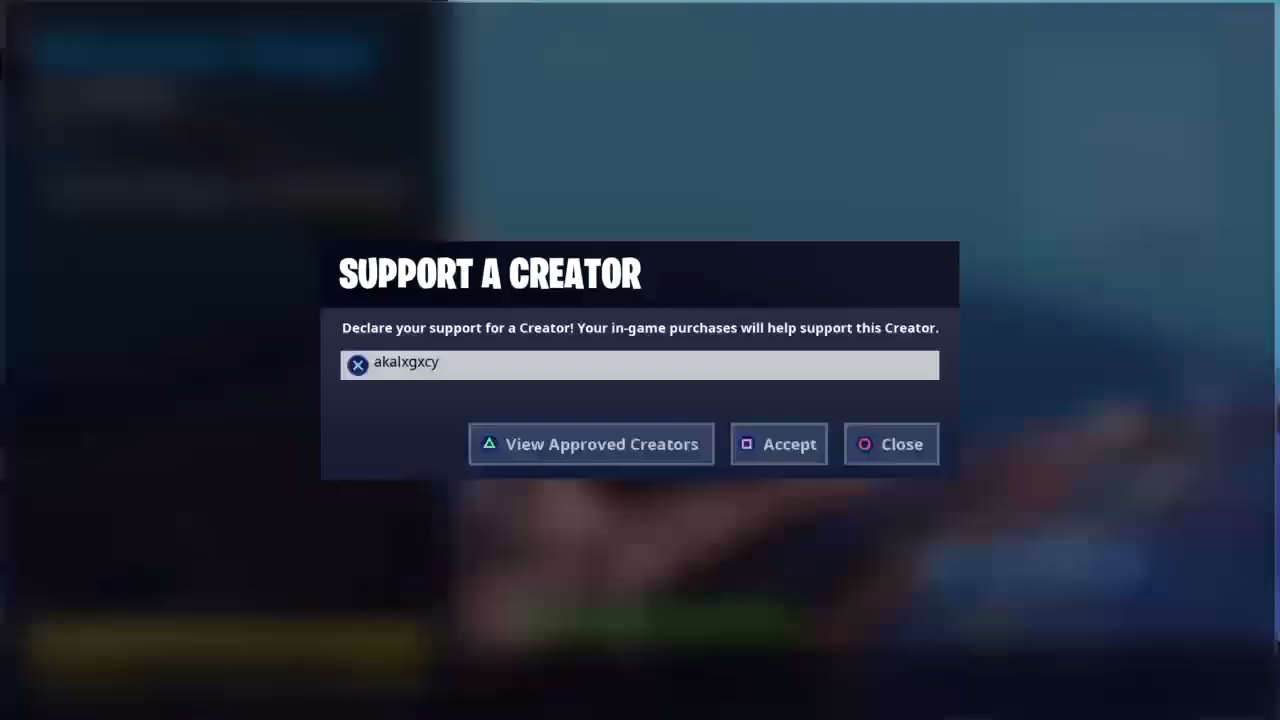 SUPPORT A CREATOR
Declare your support for a Creator! Your in-game purchases will help support this Creator.
akalxgxcy
View Approved Creators
Accept
Close